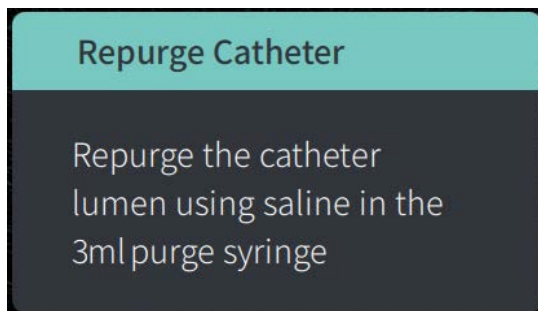 Repurge Catheter
Repurge the catheter
lumen using saline in the
3ml purge syringe